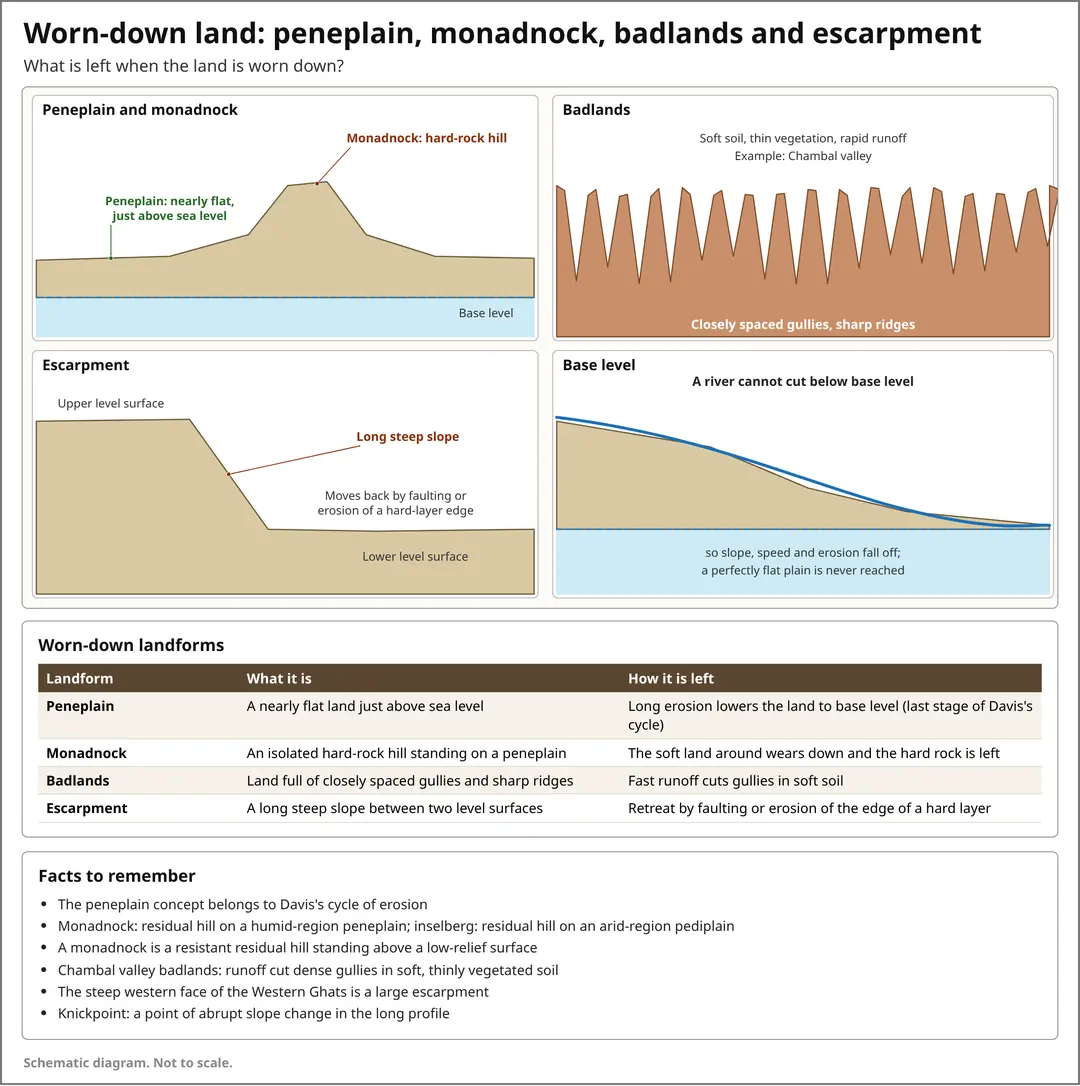 Worn-down land: peneplain, monadnock, badlands and escarpment
What is left when the land is worn down?
Peneplain and monadnock
Monadnock: hard-rock hill
Peneplain: nearly flat,
just above sea level
Base level
Badlands
Soft soil, thin vegetation, rapid runoff
Example: Chambal valley
Closely spaced gullies, sharp ridges
Escarpment
Upper level surface
Long steep slope
Moves back by faulting or
erosion of a hard-layer edge
Lower level surface
Base level
A river cannot cut below base level
so slope, speed and erosion fall off;
a perfectly flat plain is never reached
Worn-down landforms
Landform What it is How it is left
Peneplain A nearly flat land just above sea level Long erosion lowers the land to base level (last stage of Davis's
cycle)
Monadnock An isolated hard-rock hill standing on a peneplain The soft land around wears down and the hard rock is left
Badlands Land full of closely spaced gullies and sharp ridges Fast runoff cuts gullies in soft soil
Escarpment A long steep slope between two level surfaces Retreat by faulting or erosion of the edge of a hard layer
Facts to remember
• The peneplain concept belongs to Davis's cycle of erosion
• Monadnock: residual hill on a humid-region peneplain; inselberg: residual hill on an arid-region pediplain
• A monadnock is a resistant residual hill standing above a low-relief surface
• Chambal valley badlands: runoff cut dense gullies in soft, thinly vegetated soil
• The steep western face of the Western Ghats is a large escarpment
• Knickpoint: a point of abrupt slope change in the long profile
Schematic diagram. Not to scale.